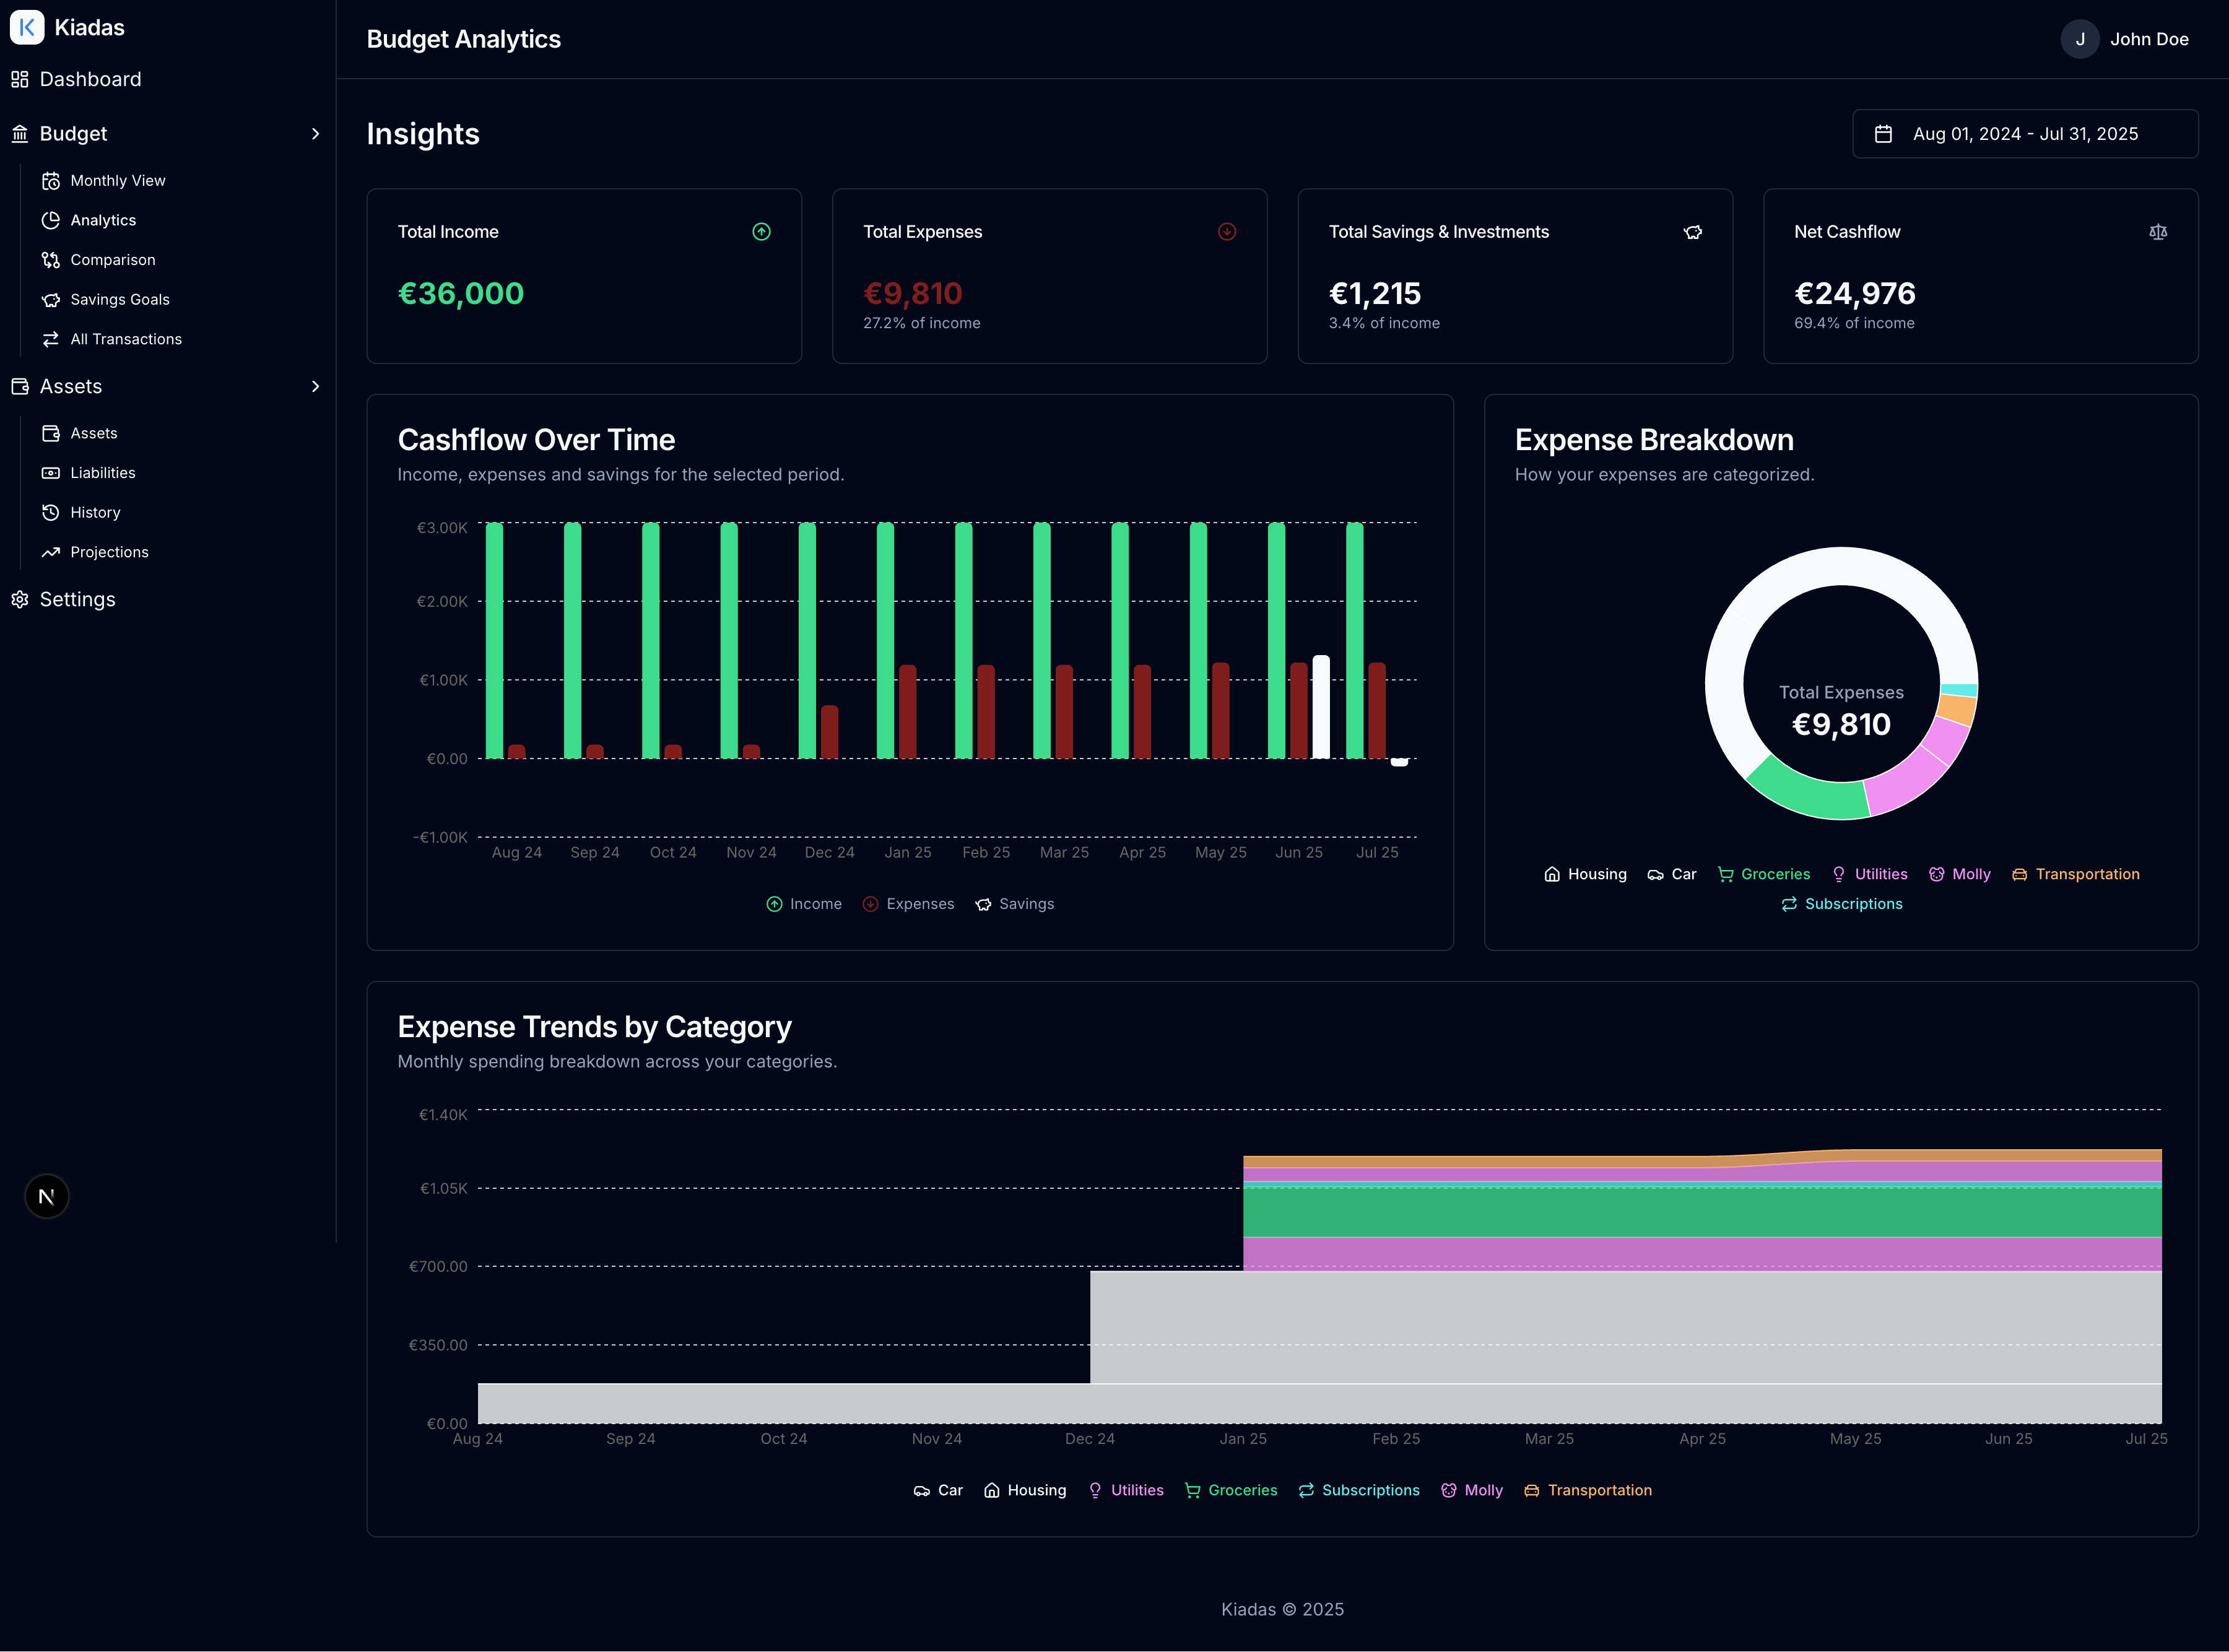 Kiadas
Dashboard
Budget
Monthly View
Analytics
Comparison
Savings Goals
All Transactions
Assets
Assets
Liabilities
History
Projections
Settings
N
Budget Analytics
J John Doe
Insights
Aug 01, 2024 - Jul 31, 2025
Total Income
€36,000
Total Expenses
€9,810
27.2% of income
Total Savings & Investments
€1,215
3.4% of income
Net Cashflow
€24,976
69.4% of income
Cashflow Over Time
Income, expenses and savings for the selected period.
€3.00K
€2.00K
€1.00K
€0.00
-€1.00K
Aug 24 Sep 24 Oct 24 Nov 24 Dec 24 Jan 25 Feb 25 Mar 25 Apr 25 May 25 Jun 25 Jul 25
Income Expenses Savings
Expense Breakdown
How your expenses are categorized.
Total Expenses
€9,810
Housing Car Groceries Utilities Molly Transportation
Subscriptions
Expense Trends by Category
Monthly spending breakdown across your categories.
€1.40K
€1.05K
€700.00
€350.00
€0.00
Aug 24 Sep 24 Oct 24 Nov 24 Dec 24 Jan 25 Feb 25 Mar 25 Apr 25 May 25 Jun 25 Jul 25
Car Housing Utilities Groceries Subscriptions Molly Transportation
Kiadas © 2025